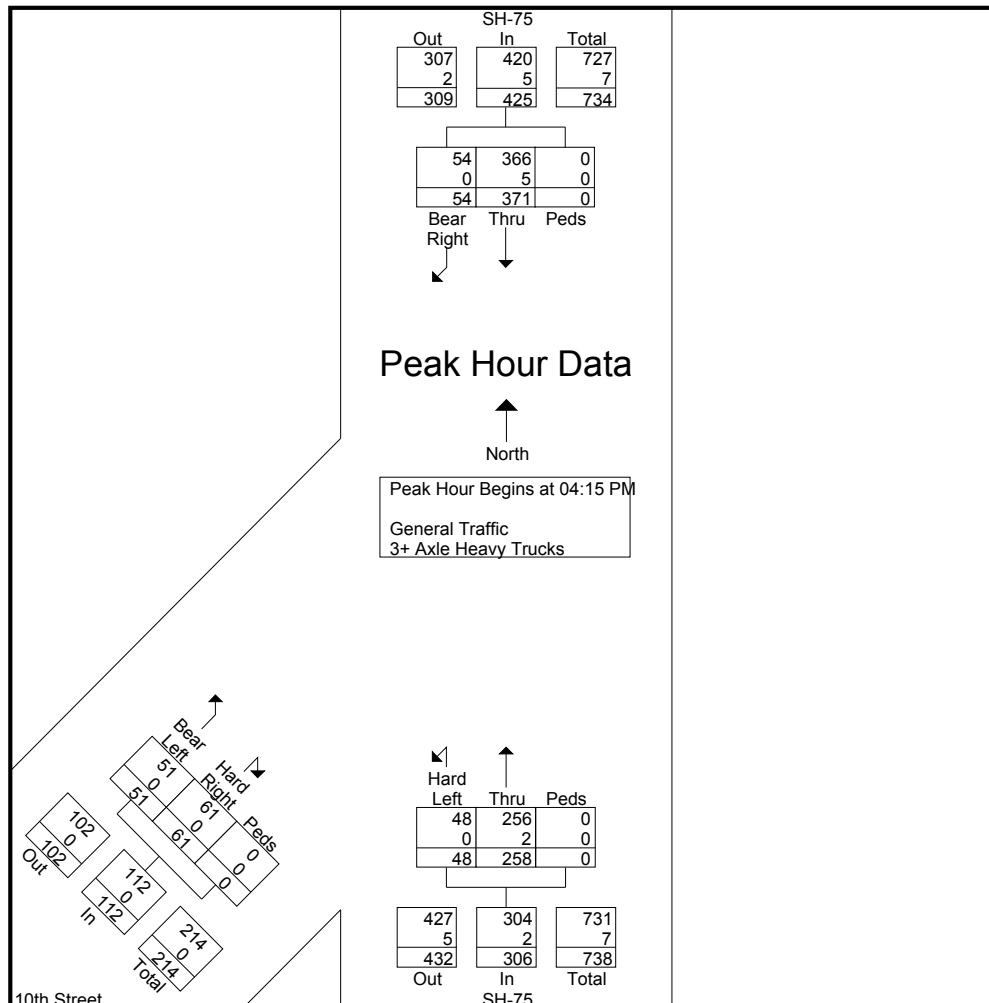 SH-75
Out In Total
307 420 727
2 5 7
309 425 734
54 366 0
0 5 0
54 371 0
Bear Thru Peds
Right
Peak Hour Data
North
Peak Hour Begins at 04:15 PM
General Traffic
3+ Axle Heavy Trucks
Bear
Left
Hard
Right
Peds
51 61 0
0 0 0
51 61 0
102
0
102
Out
112
0
112
In
214
0
214
Total
10th Street
Hard
Left Thru Peds
48 256 0
0 2 0
48 258 0
427 304 731
5 2 7
432 306 738
Out In Total
SH-75